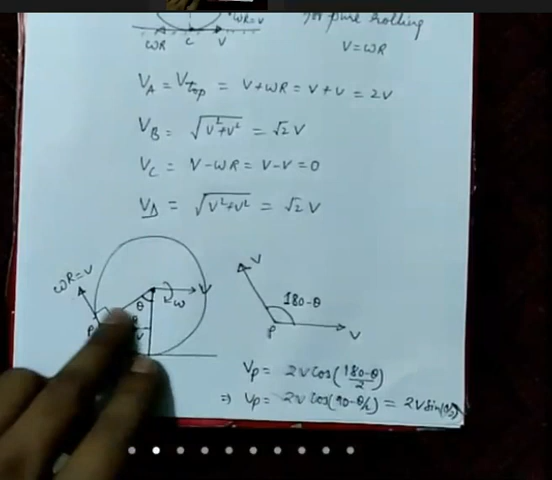 ωR=V
for pure rolling
ωR C V
V=ωR
V_A = V_top = V+ωR = V+V = 2V
V_B = √(V²+V²) = √2 V
V_C = V-ωR = V-V=0
V_D = √(V²+V²) = √2 V
ωR=V
θ ω V
V
180-θ
P V
V_P = 2V cos((180-θ)/2)
⇒ V_P = 2V cos(90-θ/2) = 2V sin(θ/2)